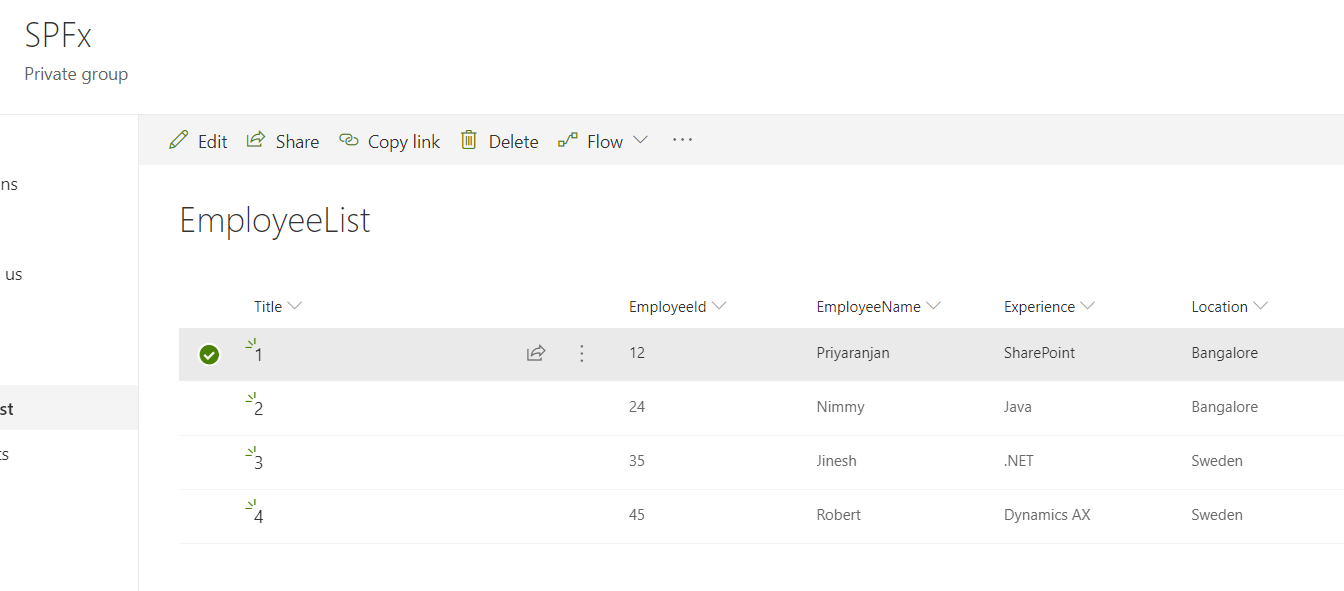 SPFx
Private group
Edit Share Copy link Delete Flow ...
ns
EmployeeList
us
Title EmployeeId EmployeeName Experience Location
1 12 Priyaranjan SharePoint Bangalore
st
2 24 Nimmy Java Bangalore
ts
3 35 Jinesh .NET Sweden
4 45 Robert Dynamics AX Sweden